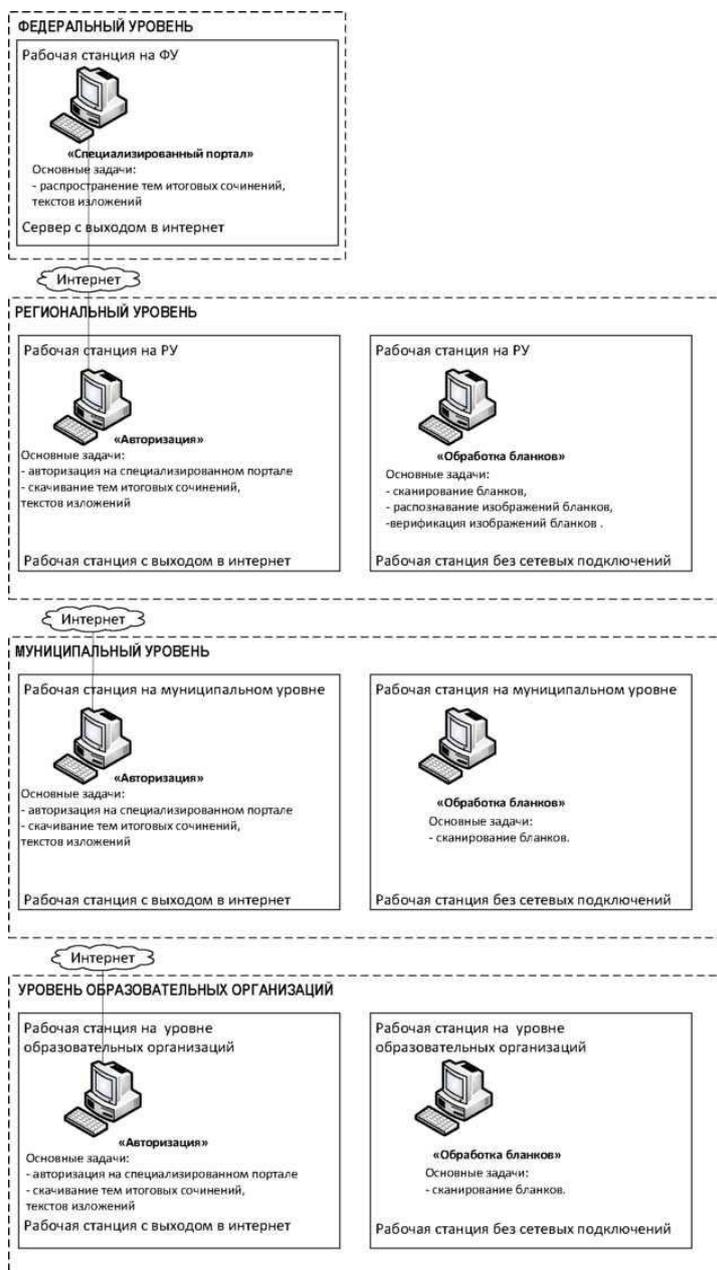 ФЕДЕРАЛЬНЫЙ УРОВЕНЬ
Рабочая станция на ФУ
«Специализированный портал»
Основные задачи:
- распространение тем итоговых сочинений,
текстов изложений
Сервер с выходом в интернет
Интернет
РЕГИОНАЛЬНЫЙ УРОВЕНЬ
Рабочая станция на РУ
«Авторизация»
Основные задачи:
- авторизация на специализированном портале
- скачивание тем итоговых сочинений,
текстов изложений
Рабочая станция с выходом в интернет
Рабочая станция на РУ
«Обработка бланков»
Основные задачи:
- сканирование бланков,
- распознавание изображений бланков,
-верификация изображений бланков .
Рабочая станция без сетевых подключений
Интернет
МУНИЦИПАЛЬНЫЙ УРОВЕНЬ
Рабочая станция на муниципальном уровне
«Авторизация»
Основные задачи:
- авторизация на специализированном портале
- скачивание тем итоговых сочинений,
текстов изложений
Рабочая станция с выходом в интернет
Рабочая станция на муниципальном уровне
«Обработка бланков»
Основные задачи:
- сканирование бланков.
Рабочая станция без сетевых подключений
Интернет
УРОВЕНЬ ОБРАЗОВАТЕЛЬНЫХ ОРГАНИЗАЦИЙ
Рабочая станция на уровне
образовательных организаций
«Авторизация»
Основные задачи:
- авторизация на специализированном портале
- скачивание тем итоговых сочинений,
текстов изложений
Рабочая станция с выходом в интернет
Рабочая станция на уровне
образовательных организаций
«Обработка бланков»
Основные задачи:
- сканирование бланков.
Рабочая станция без сетевых подключений